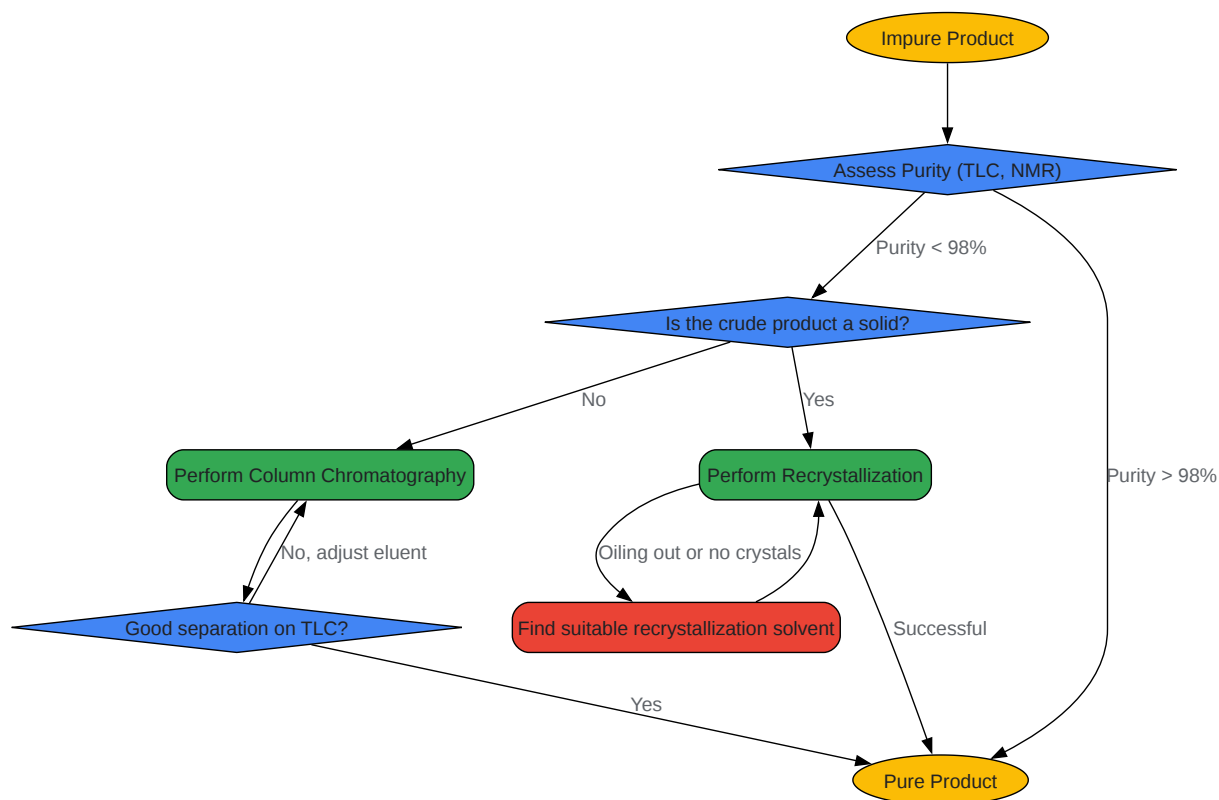 Impure Product
Assess Purity (TLC, NMR)
Purity < 98%
Is the crude product a solid?
No
Yes
Perform Column Chromatography
Perform Recrystallization
Purity > 98%
No, adjust eluent
Oiling out or no crystals
Good separation on TLC?
Find suitable recrystallization solvent
Successful
Yes
Pure Product